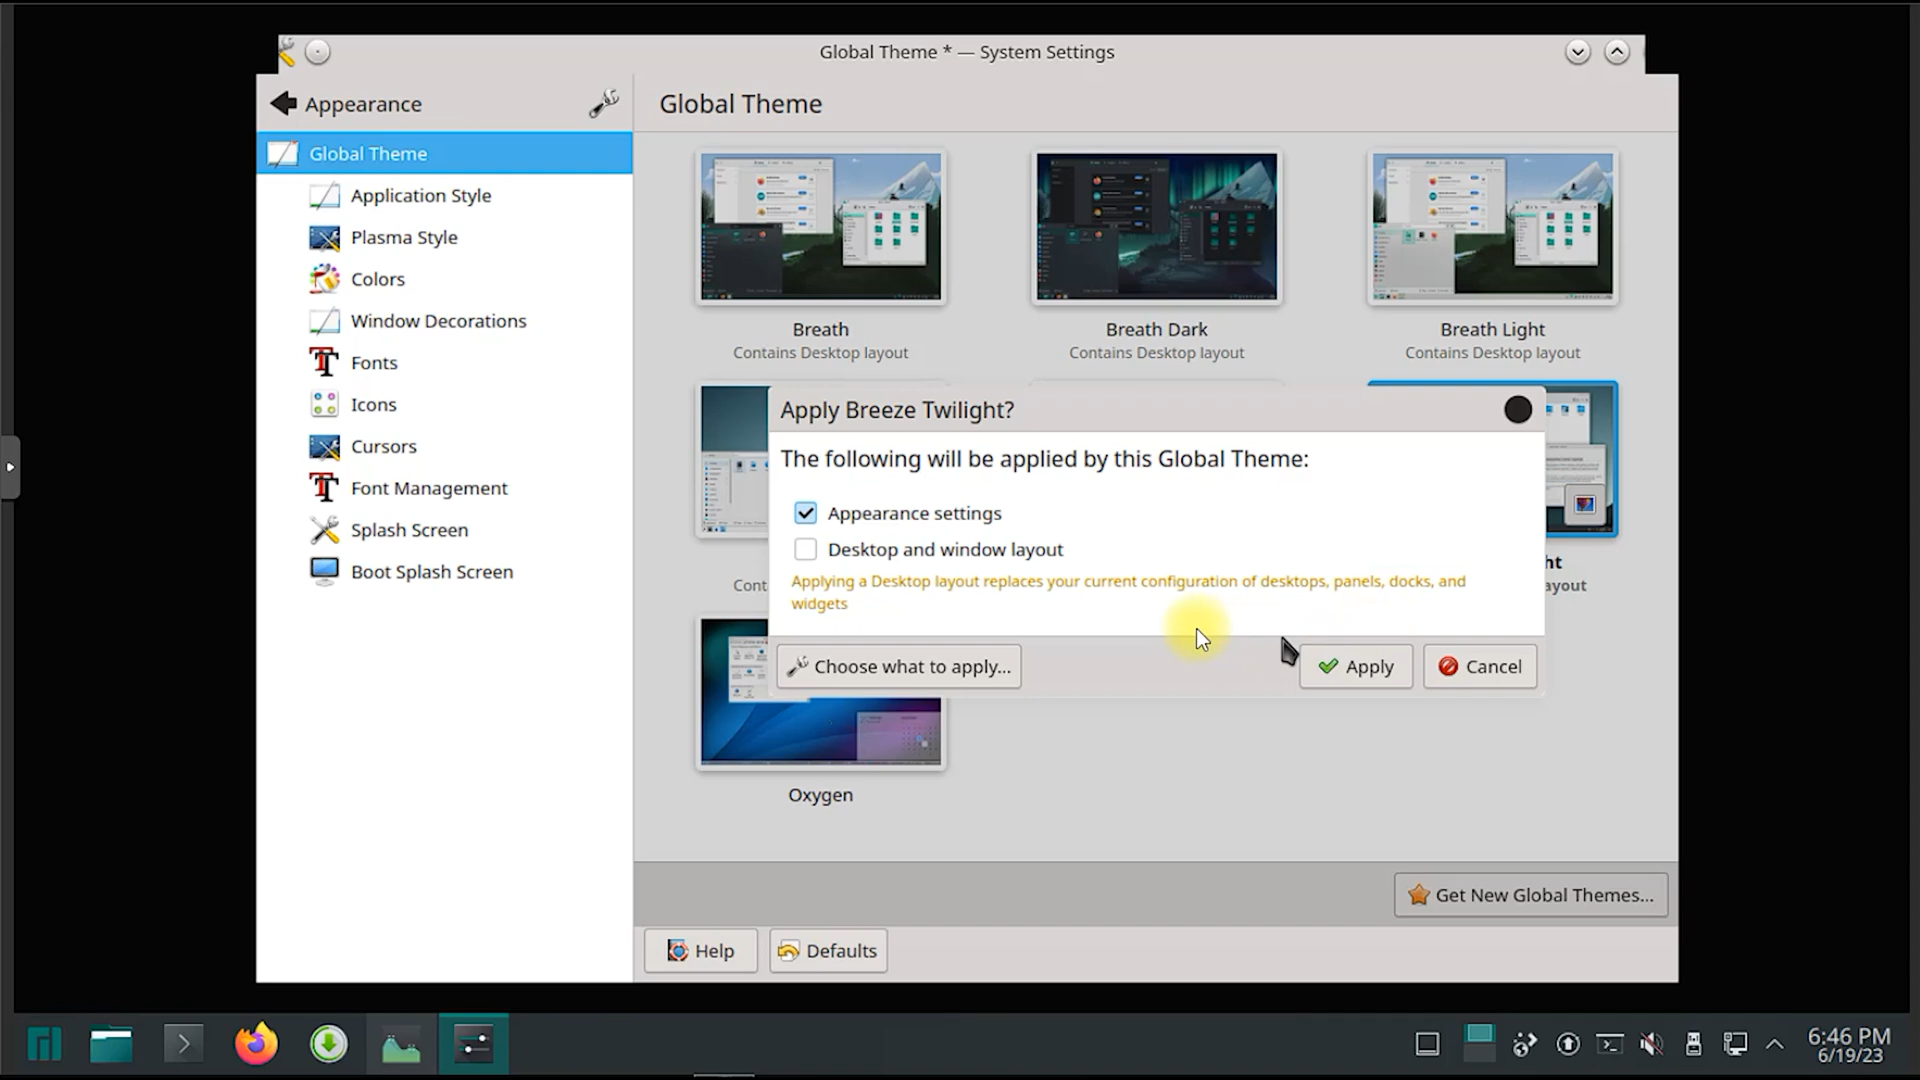 Global Theme * — System Settings
Appearance
Global Theme
Global Theme
Application Style
Plasma Style
Colors
Window Decorations
Fonts
Icons
Cursors
Font Management
Splash Screen
Boot Splash Screen
Breath
Contains Desktop layout
Breath Dark
Contains Desktop layout
Breath Light
Contains Desktop layout
Apply Breeze Twilight?
The following will be applied by this Global Theme:
Appearance settings
Desktop and window layout
Applying a Desktop layout replaces your current configuration of desktops, panels, docks, and
widgets
ht
Cont
ayout
Choose what to apply...
Apply
Cancel
Oxygen
Get New Global Themes...
Help
Defaults
6:46 PM
6/19/23